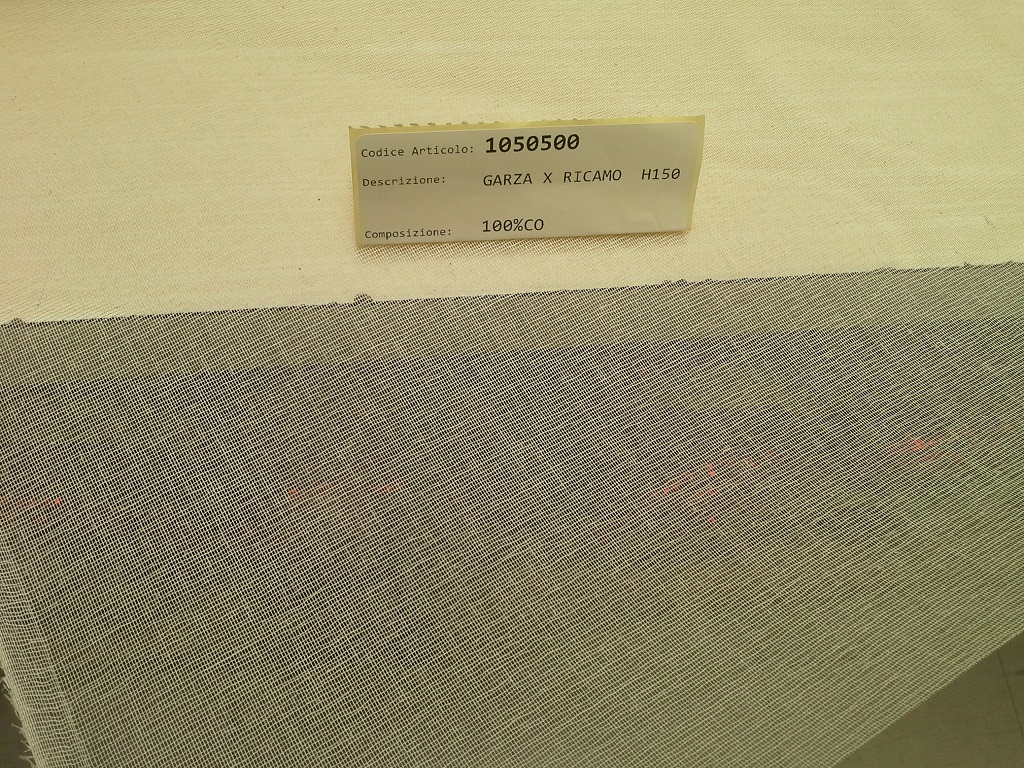 Codice Articolo: 1050500
Descrizione: GARZA X RICAMO H150
Composizione: 100%CO